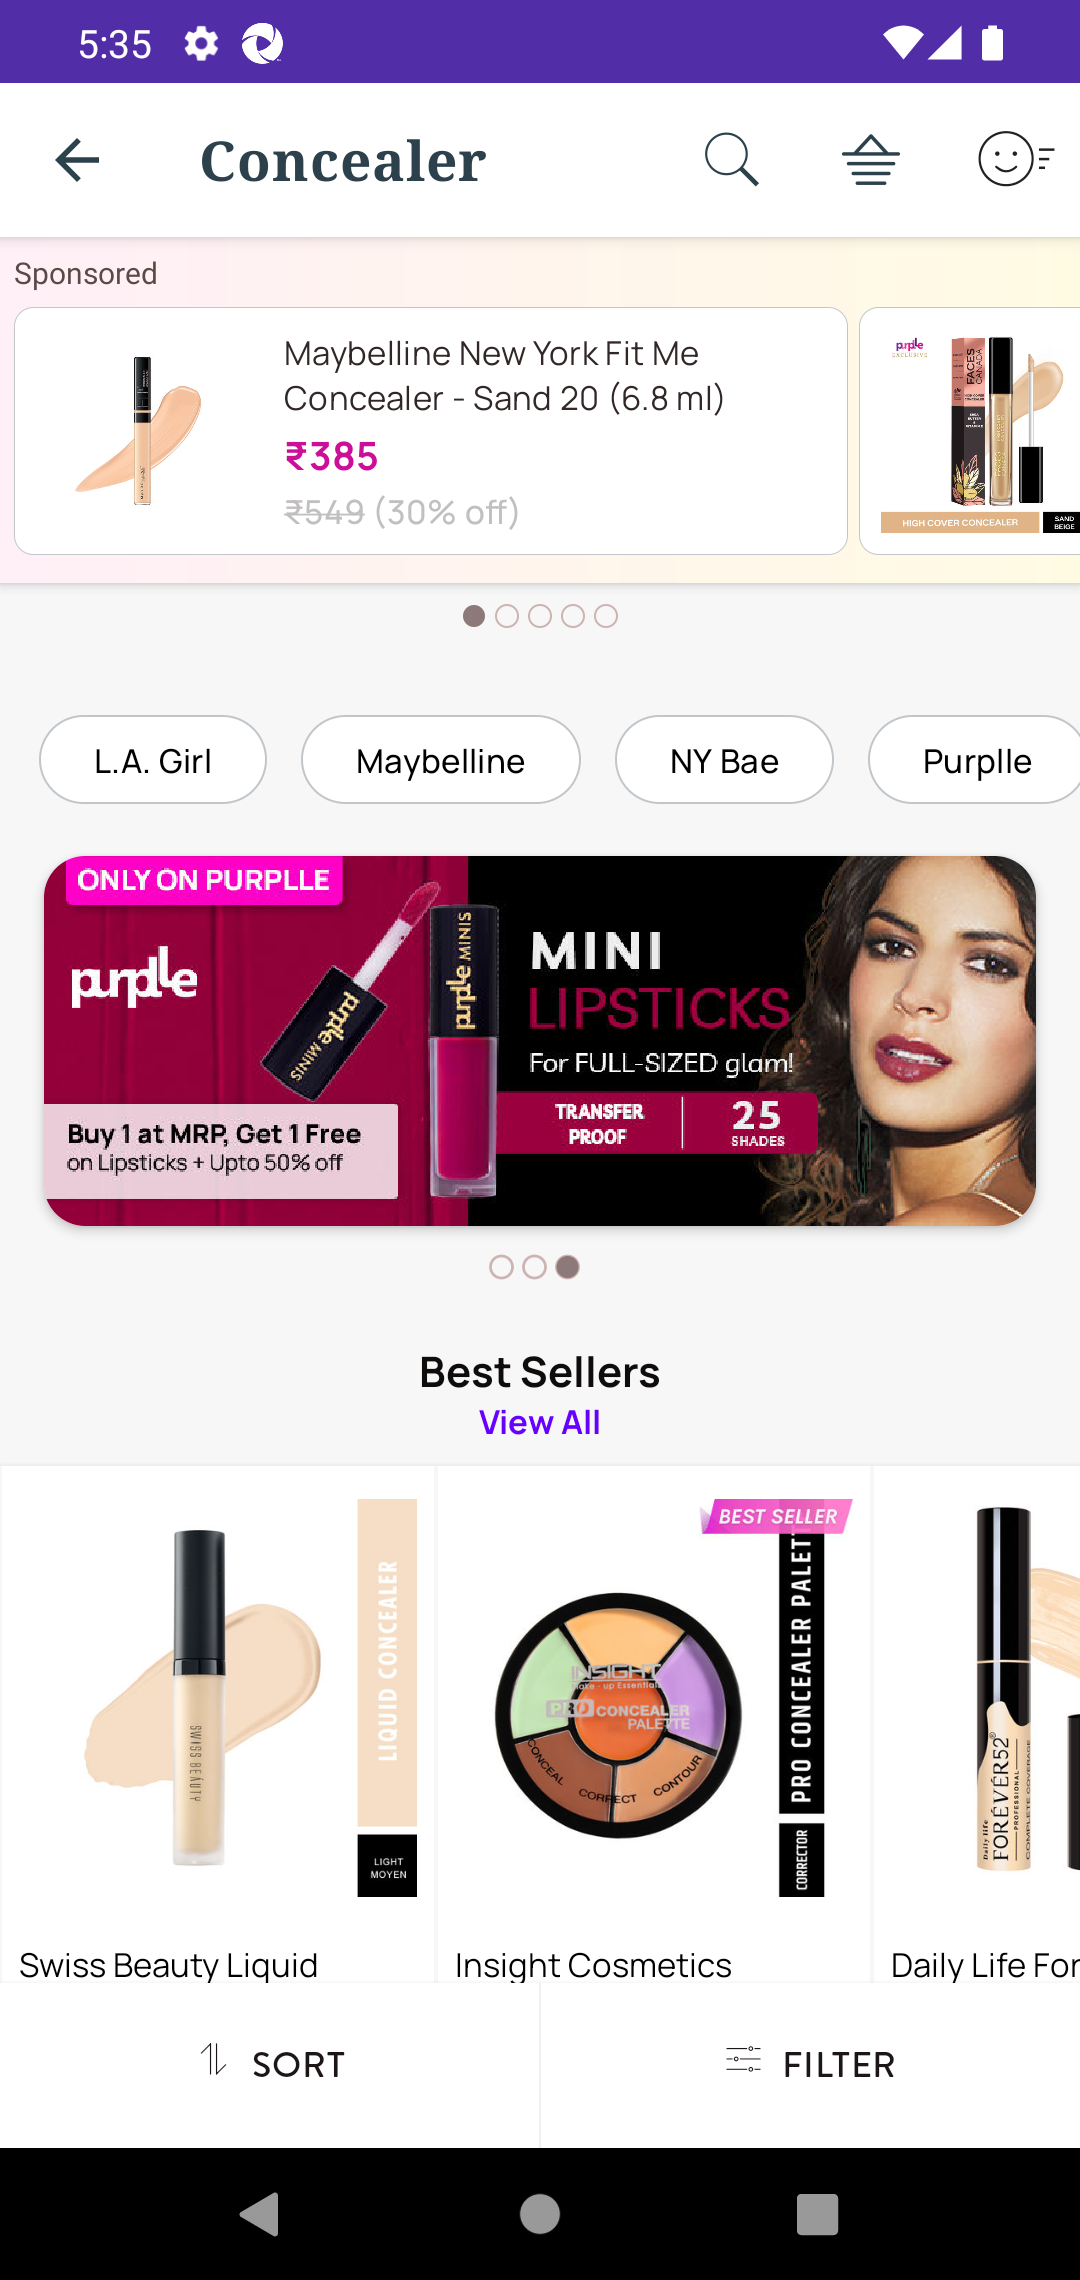 5:35
Concealer
Sponsored
Maybelline New York Fit Me
Concealer - Sand 20 (6.8 ml)
₹385
₹549 (30% off)
purplle
EXCLUSIVE
FACES
CANADA
HIGH COVER CONCEALER
SAND
BEIGE
L.A. Girl
Maybelline
NY Bae
Purplle
ONLY ON PURPLLE
purplle
purplle MINIS
purplle MINIS
MINI
LIPSTICKS
For FULL-SIZED glam!
TRANSFER
PROOF
25
SHADES
Buy 1 at MRP, Get 1 Free
on Lipsticks + Upto 50% off
Best Sellers
View All
SWISS BEAUTY
LIQUID CONCEALER
LIGHT
MOYEN
BEST SELLER
INSIGHT
Make - up Essentials
PRO CONCEALER
PALETTE
CONCEAL
CORRECT
CONTOUR
PRO CONCEALER PALETT
CORRECTOR
Daily life
FORÉVER52®
PROFESSIONAL
COMPLETE COVERAGE
Swiss Beauty Liquid
Insight Cosmetics
Daily Life For
SORT
FILTER